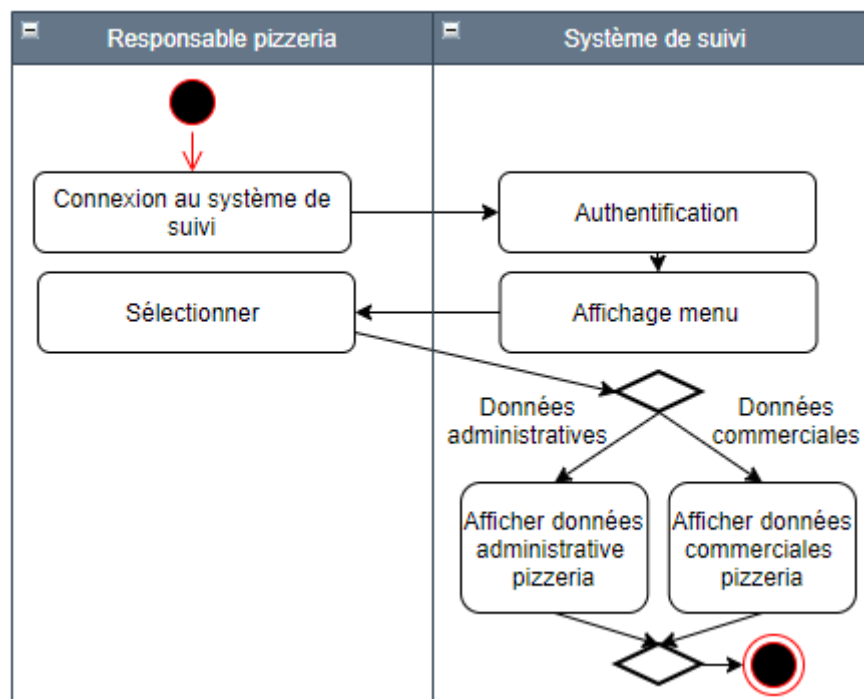 Responsable pizzeria
Système de suivi
Connexion au système de
suivi
Authentification
Sélectionner
Affichage menu
Données
administratives
Données
commerciales
Afficher données
administrative
pizzeria
Afficher données
commerciales
pizzeria